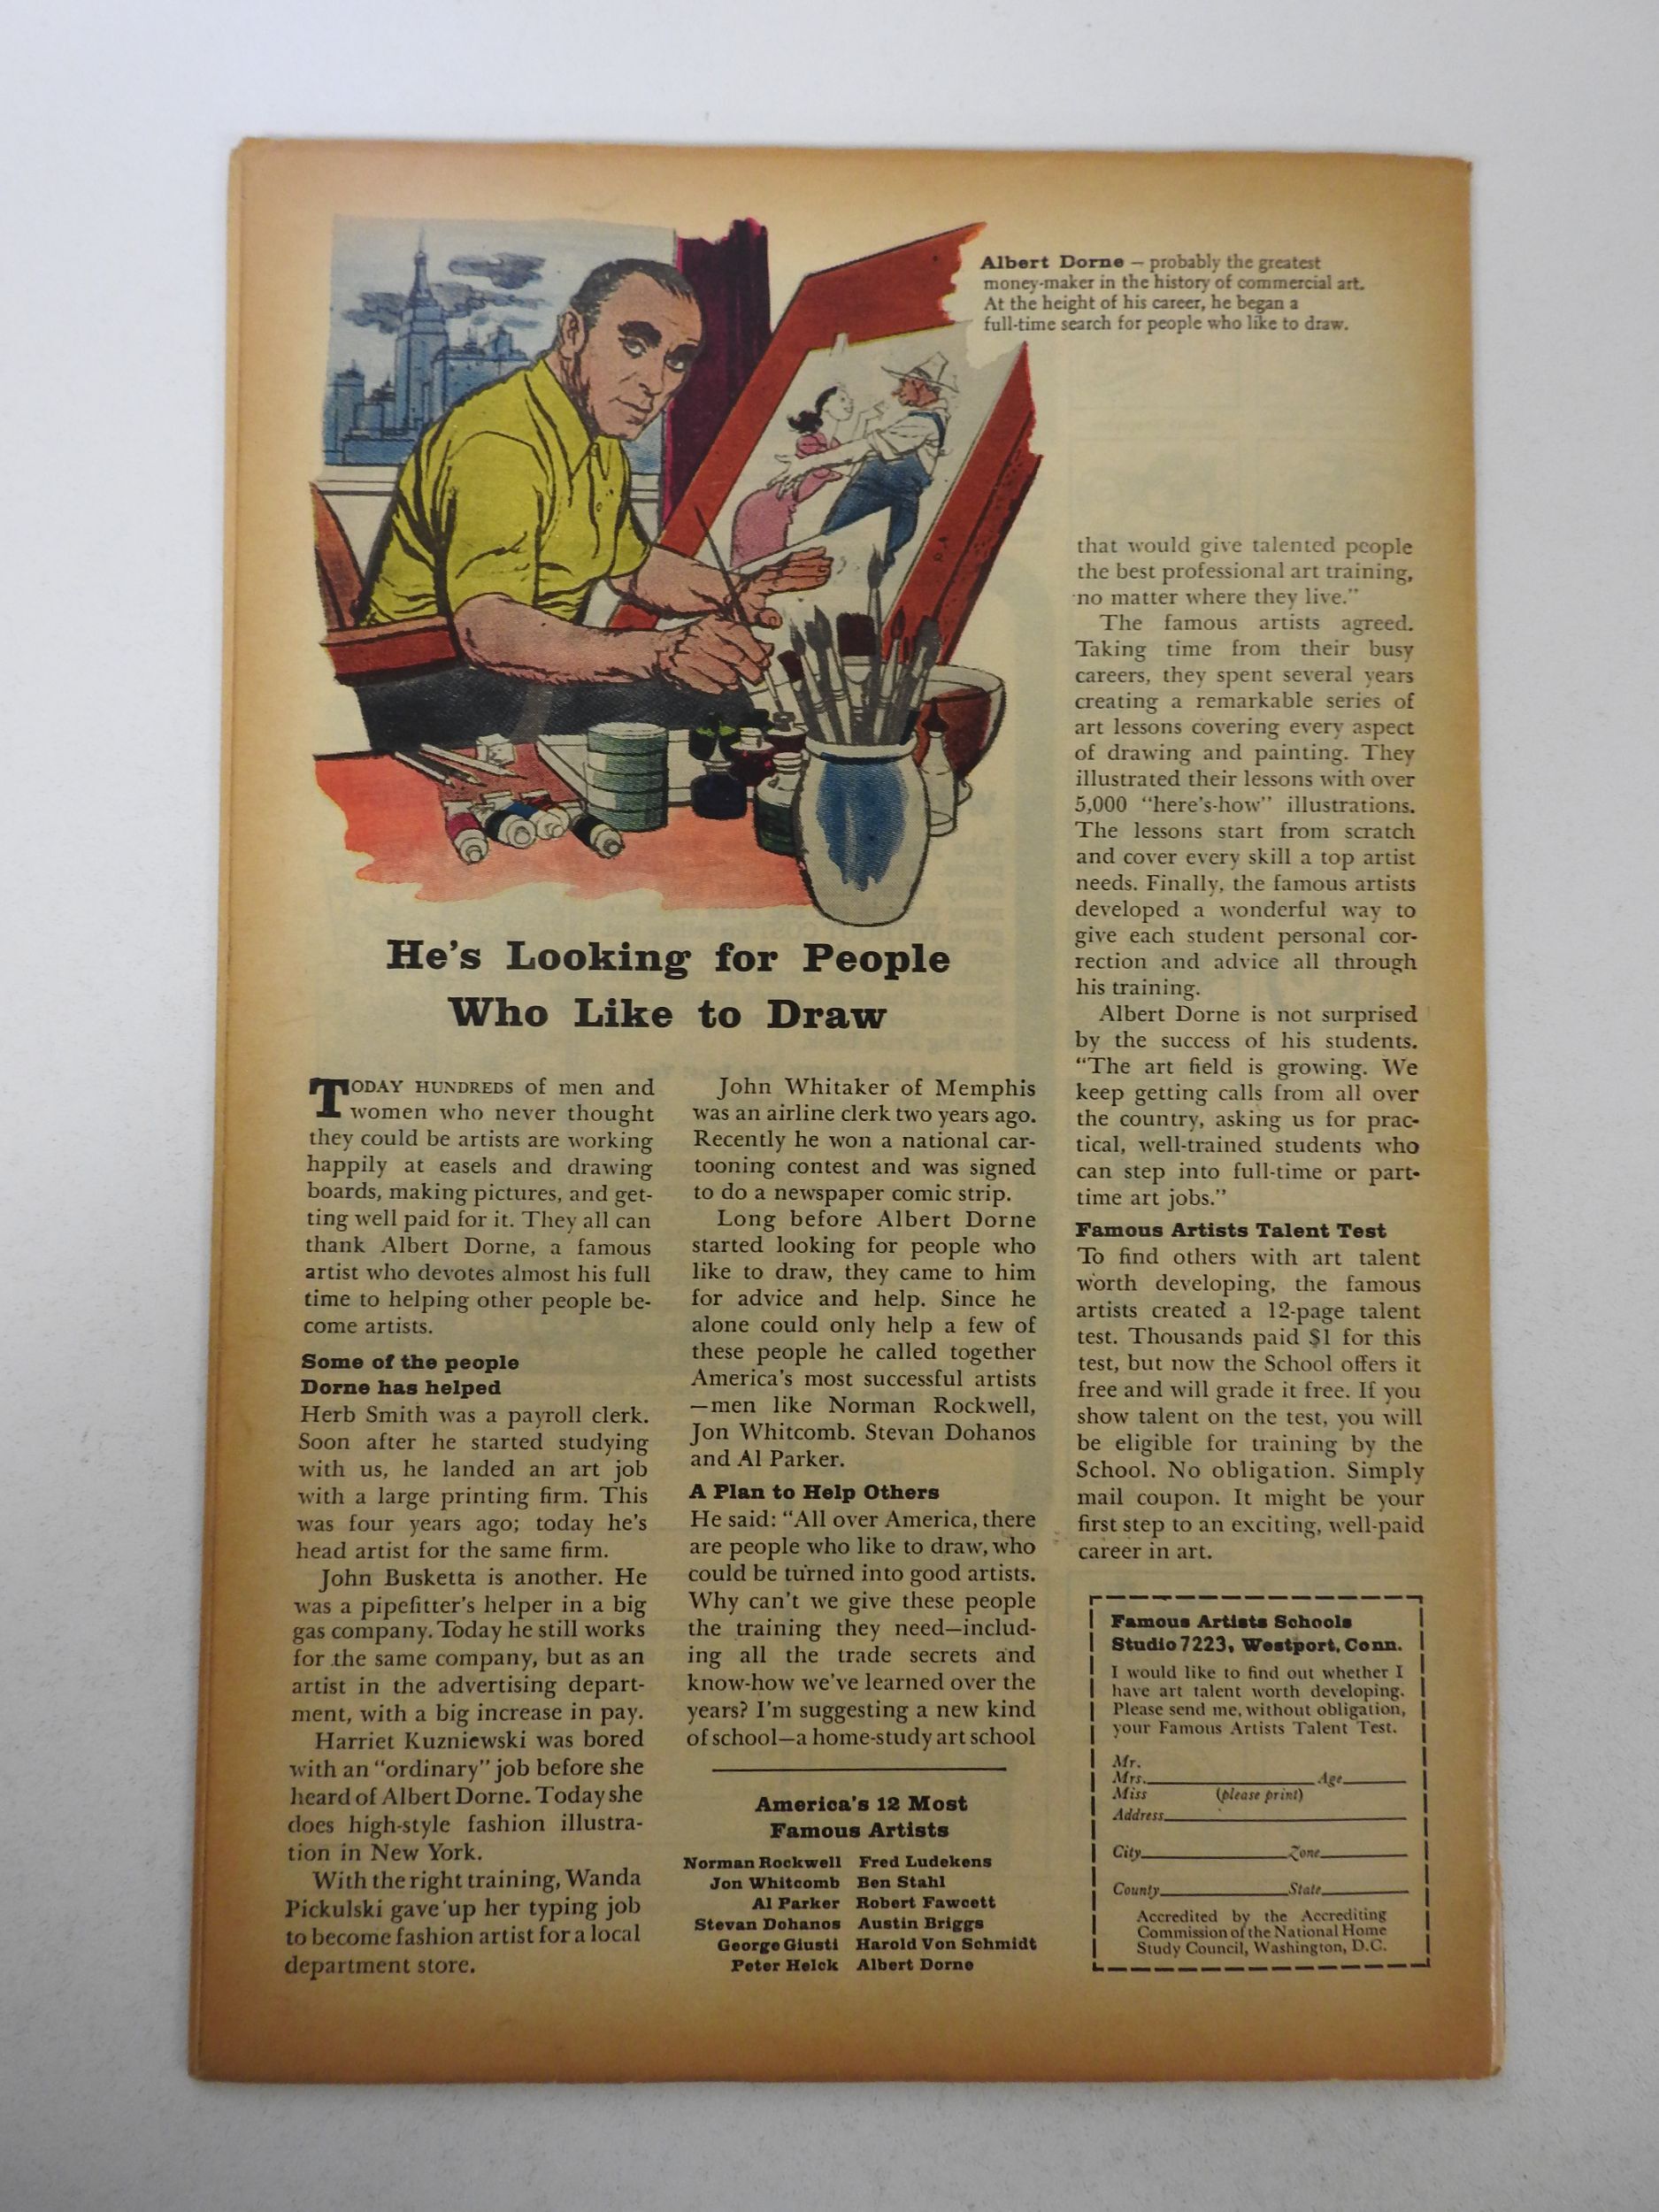 Albert Dorne – probably the greatest
money-maker in the history of commercial art.
At the height of his career, he began a
full-time search for people who like to draw.
He's Looking for People
Who Like to Draw
TODAY HUNDREDS of men and
women who never thought
they could be artists are working
happily at easels and drawing
boards, making pictures, and get-
ting well paid for it. They all can
thank Albert Dorne, a famous
artist who devotes almost his full
time to helping other people be-
come artists.
Some of the people
Dorne has helped
Herb Smith was a payroll clerk.
Soon after he started studying
with us, he landed an art job
with a large printing firm. This
was four years ago; today he's
head artist for the same firm.
John Busketta is another. He
was a pipefitter's helper in a big
gas company. Today he still works
for the same company, but as an
artist in the advertising depart-
ment, with a big increase in pay.
Harriet Kuzniewski was bored
with an "ordinary" job before she
heard of Albert Dorne. Today she
does high-style fashion illustra-
tion in New York.
With the right training, Wanda
Pickulski gave up her typing job
to become fashion artist for a local
department store.
John Whitaker of Memphis
was an airline clerk two years ago.
Recently he won a national car-
tooning contest and was signed
to do a newspaper comic strip.
Long before Albert Dorne
started looking for people who
like to draw, they came to him
for advice and help. Since he
alone could only help a few of
these people he called together
America's most successful artists
—men like Norman Rockwell,
Jon Whitcomb. Stevan Dohanos
and Al Parker.
A Plan to Help Others
He said: "All over America, there
are people who like to draw, who
could be turned into good artists.
Why can't we give these people
the training they need—includ-
ing all the trade secrets and
know-how we've learned over the
years? I'm suggesting a new kind
of school—a home-study art school
America's 12 Most
Famous Artists
Norman Rockwell Fred Ludekens
Jon Whitcomb Ben Stahl
Al Parker Robert Fawcett
Stevan Dohanos Austin Briggs
George Giusti Harold Von Schmidt
Peter Helck Albert Dorne
that would give talented people
the best professional art training,
no matter where they live."
The famous artists agreed.
Taking time from their busy
careers, they spent several years
creating a remarkable series of
art lessons covering every aspect
of drawing and painting. They
illustrated their lessons with over
5,000 "here's-how" illustrations.
The lessons start from scratch
and cover every skill a top artist
needs. Finally, the famous artists
developed a wonderful way to
give each student personal cor-
rection and advice all through
his training.
Albert Dorne is not surprised
by the success of his students.
"The art field is growing. We
keep getting calls from all over
the country, asking us for prac-
tical, well-trained students who
can step into full-time or part-
time art jobs."
Famous Artists Talent Test
To find others with art talent
worth developing, the famous
artists created a 12-page talent
test. Thousands paid $1 for this
test, but now the School offers it
free and will grade it free. If you
show talent on the test, you will
be eligible for training by the
School. No obligation. Simply
mail coupon. It might be your
first step to an exciting, well-paid
career in art.
Famous Artists Schools
Studio 7223, Westport, Conn.
I would like to find out whether I
have art talent worth developing.
Please send me, without obligation,
your Famous Artists Talent Test.
Mr.
Mrs. Age
Miss (please print)
Address
City Zone
County State
Accredited by the Accrediting
Commission of the National Home
Study Council, Washington, D.C.